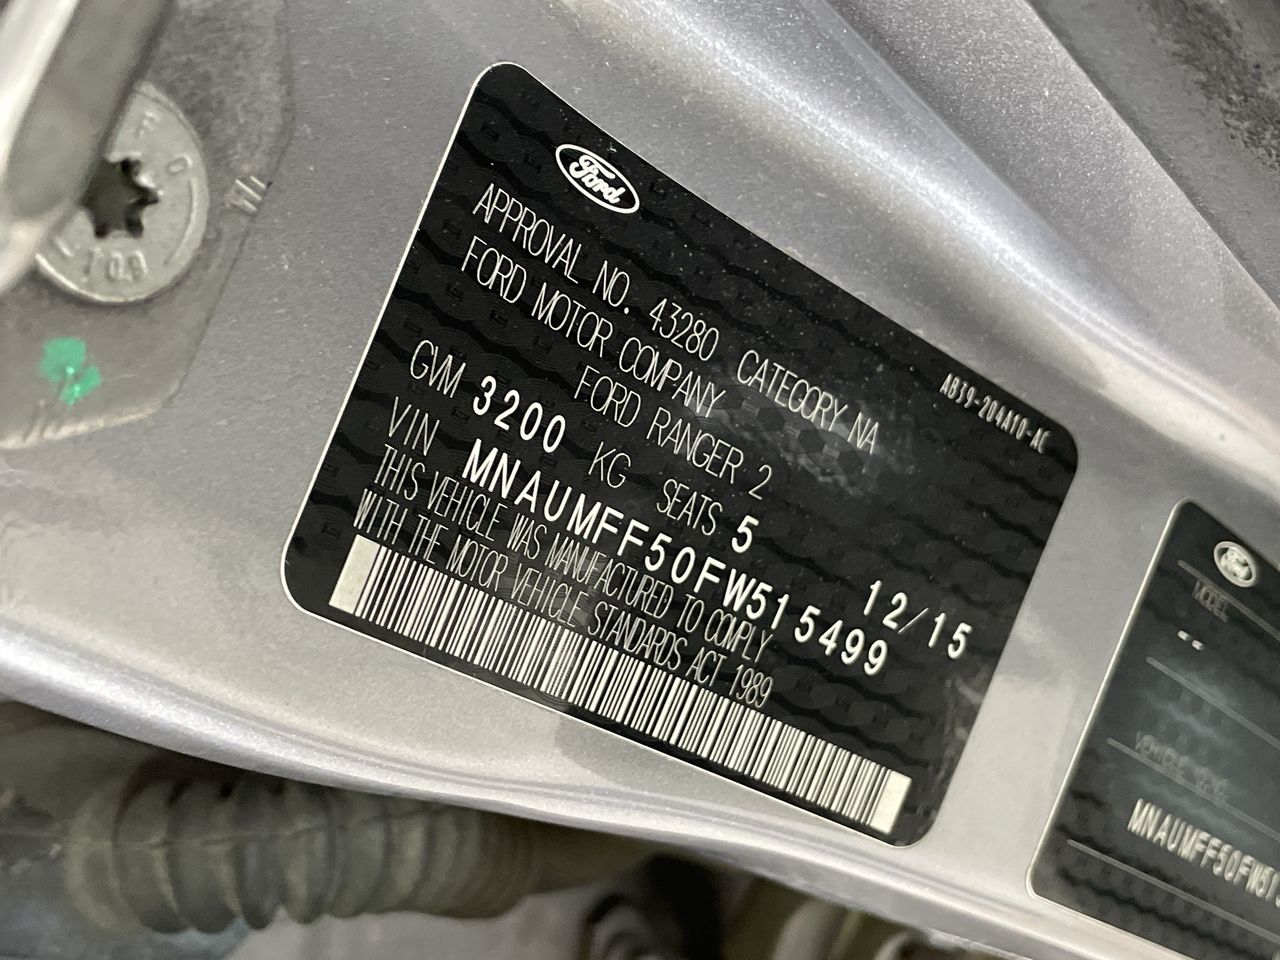 Ford
AB39-204A10-AC
APPROVAL NO. 43280 CATEGORY NA
FORD MOTOR COMPANY
FORD RANGER 2
GVM 3200 KG SEATS 5
12/15
VIN MNAUMFF50FW515499
THIS VEHICLE WAS MANUFACTURED TO COMPLY
WITH THE MOTOR VEHICLE STANDARDS ACT 1989
Ford
MODEL
MNAUMFF50FW51